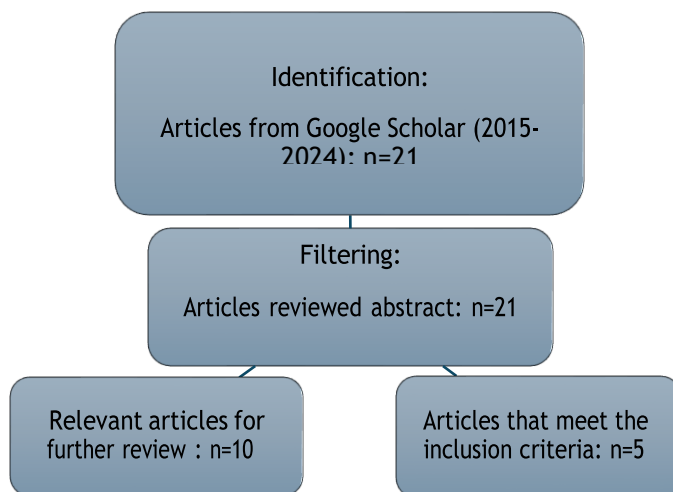 Identification:
Articles from Google Scholar (2015-
2024): n=21
Filtering:
Articles reviewed abstract: n=21
Relevant articles for
further review : n=10
Articles that meet the
inclusion criteria: n=5